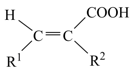 H COOH
C=C
R¹ R²